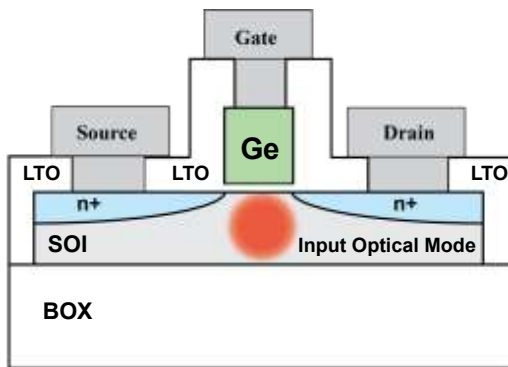 Gate
Source
Ge
Drain
LTO
LTO
LTO
n+
n+
SOI
Input Optical Mode
BOX